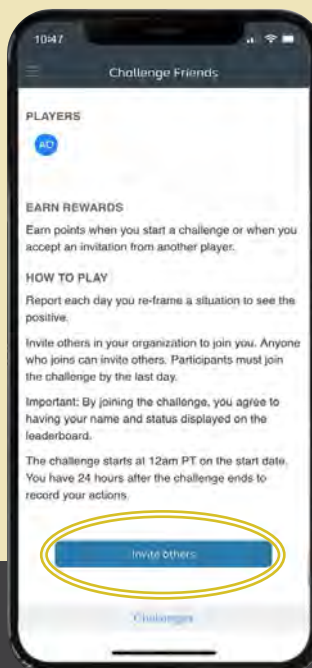 10:47
Challenge Friends
PLAYERS
AD
EARN REWARDS
Earn points when you start a challenge or when you
accept an invitation from another player.
HOW TO PLAY
Report each day you re-frame a situation to see the
positive.
Invite others in your organization to join you. Anyone
who joins can invite others. Participants must join
the challenge by the last day.
Important: By joining the challenge, you agree to
having your name and status displayed on the
leaderboard.
The challenge starts at 12am PT on the start date.
You have 24 hours after the challenge ends to
record your actions.
Invite others
Challenges